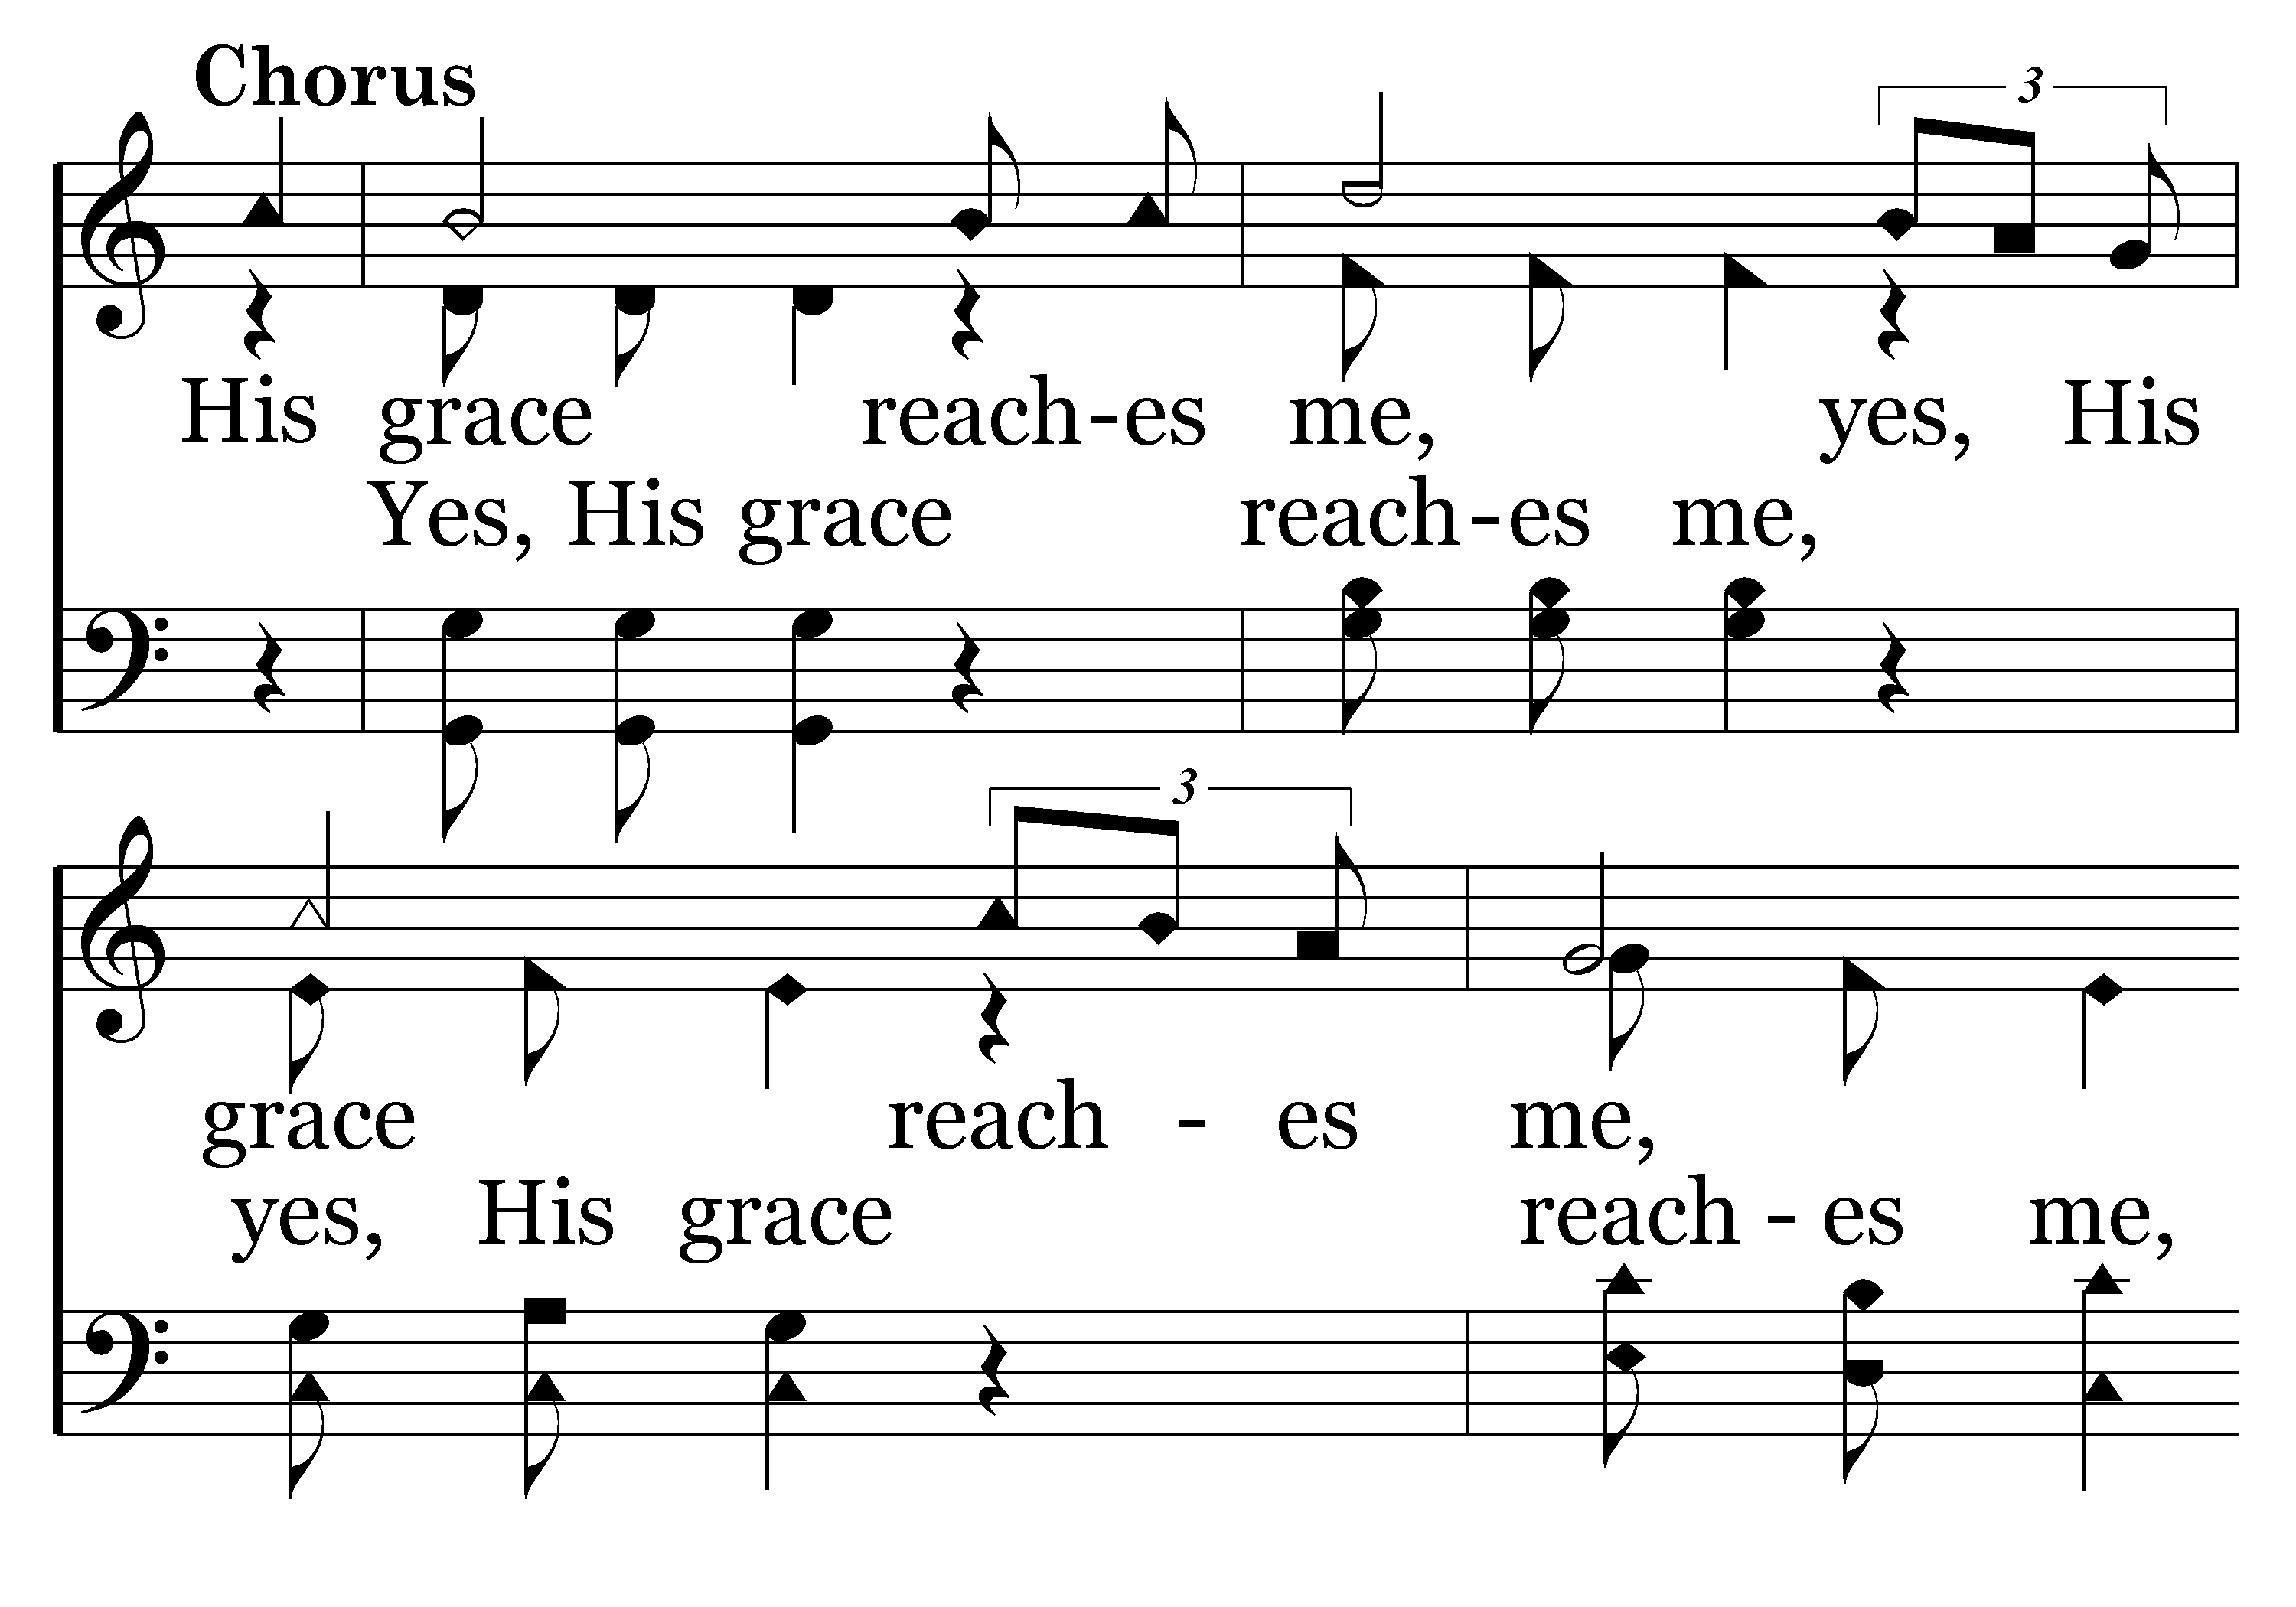 Chorus
3
His grace reach-es me, yes, His
Yes, His grace reach-es me,
3
grace reach - es me,
yes, His grace reach - es me,